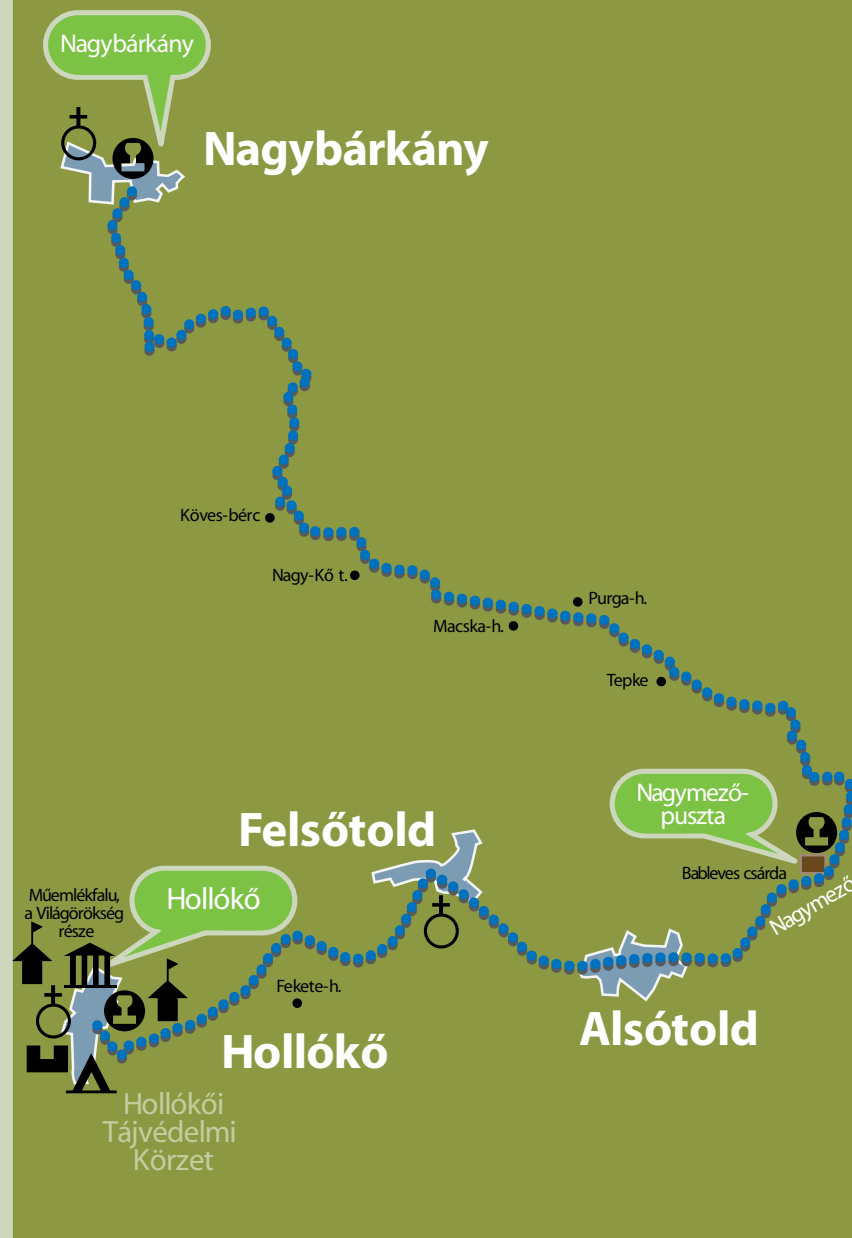 Nagybárkány
Nagybárkány
Köves-bérc
Nagy-Kő t.
Purga-h.
Macska-h.
Tepke
Nagymező-
puszta
Felsőtold
Bableves csárda
Nagymező
Műemlékfalu,
a Világörökség
része
Hollókő
Fekete-h.
Alsótold
Hollókő
Hollókői
Tájvédelmi
Körzet